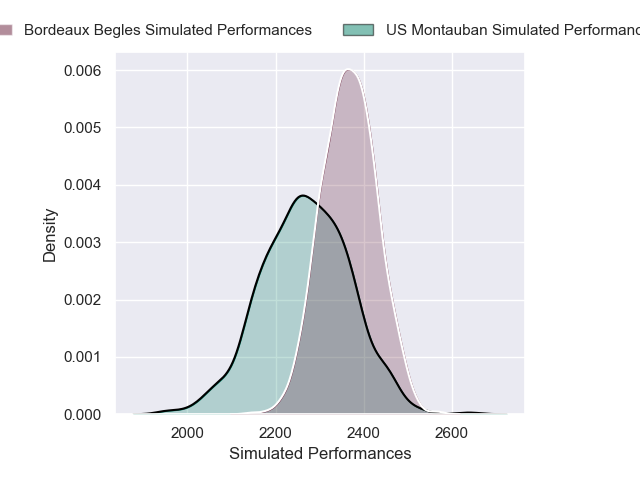 Bordeaux Begles Simulated Performances
US Montauban Simulated
0.006
0.005
0.004
0.003
0.002
0.001
0.000
Density
2000
2200
2400
2600
Simulated Performances